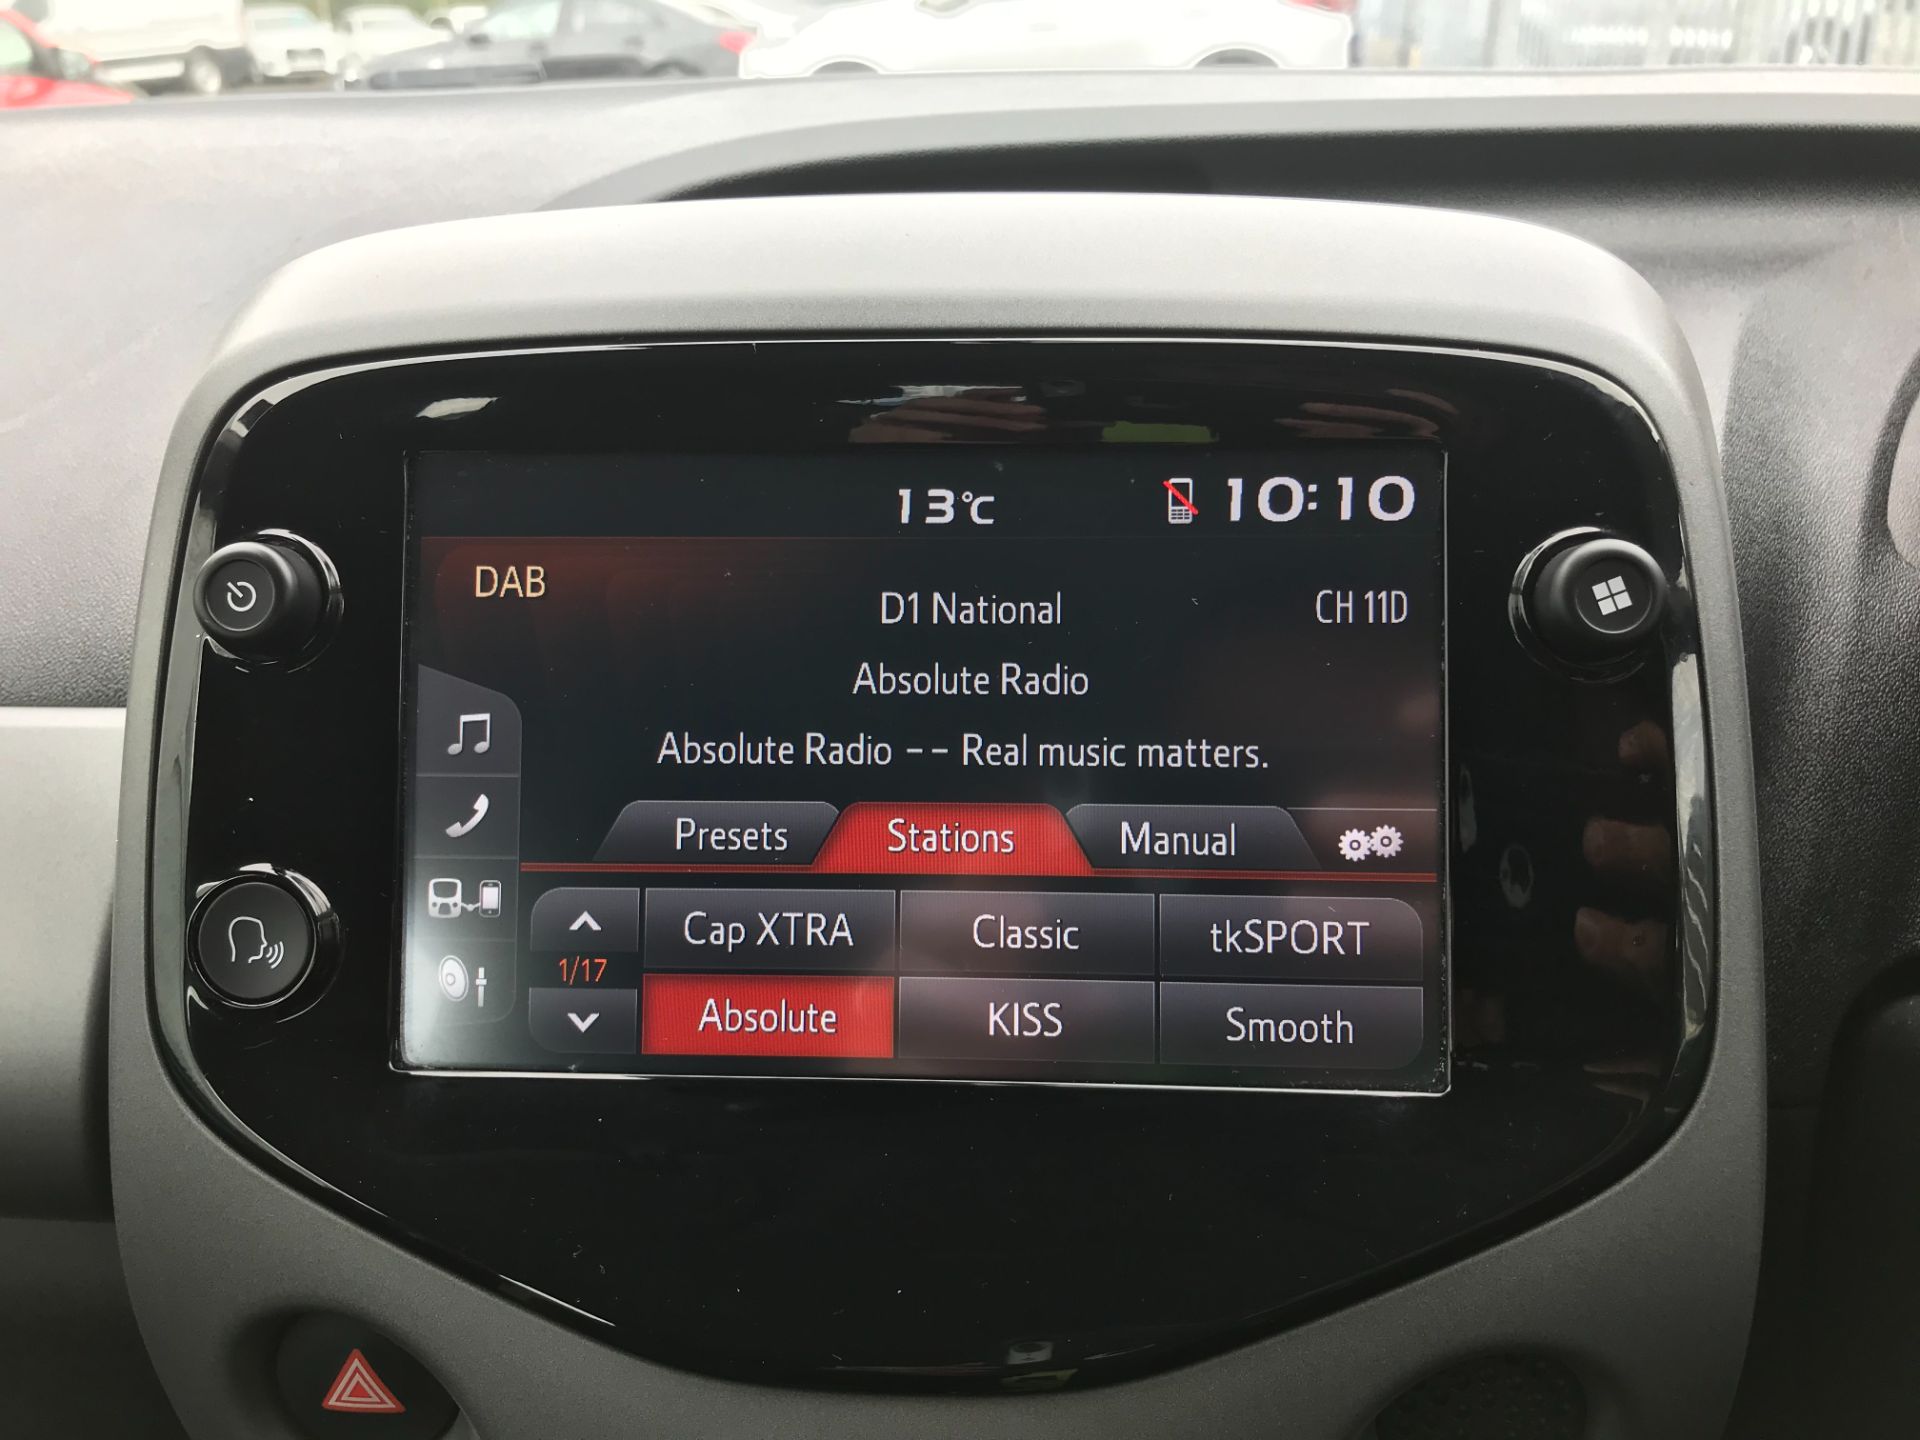 13°C 10:10
DAB
D1 National CH 11D
Absolute Radio
Absolute Radio -- Real music matters.
Presets Stations Manual
Cap XTRA Classic tkSPORT
1/17
Absolute KISS Smooth